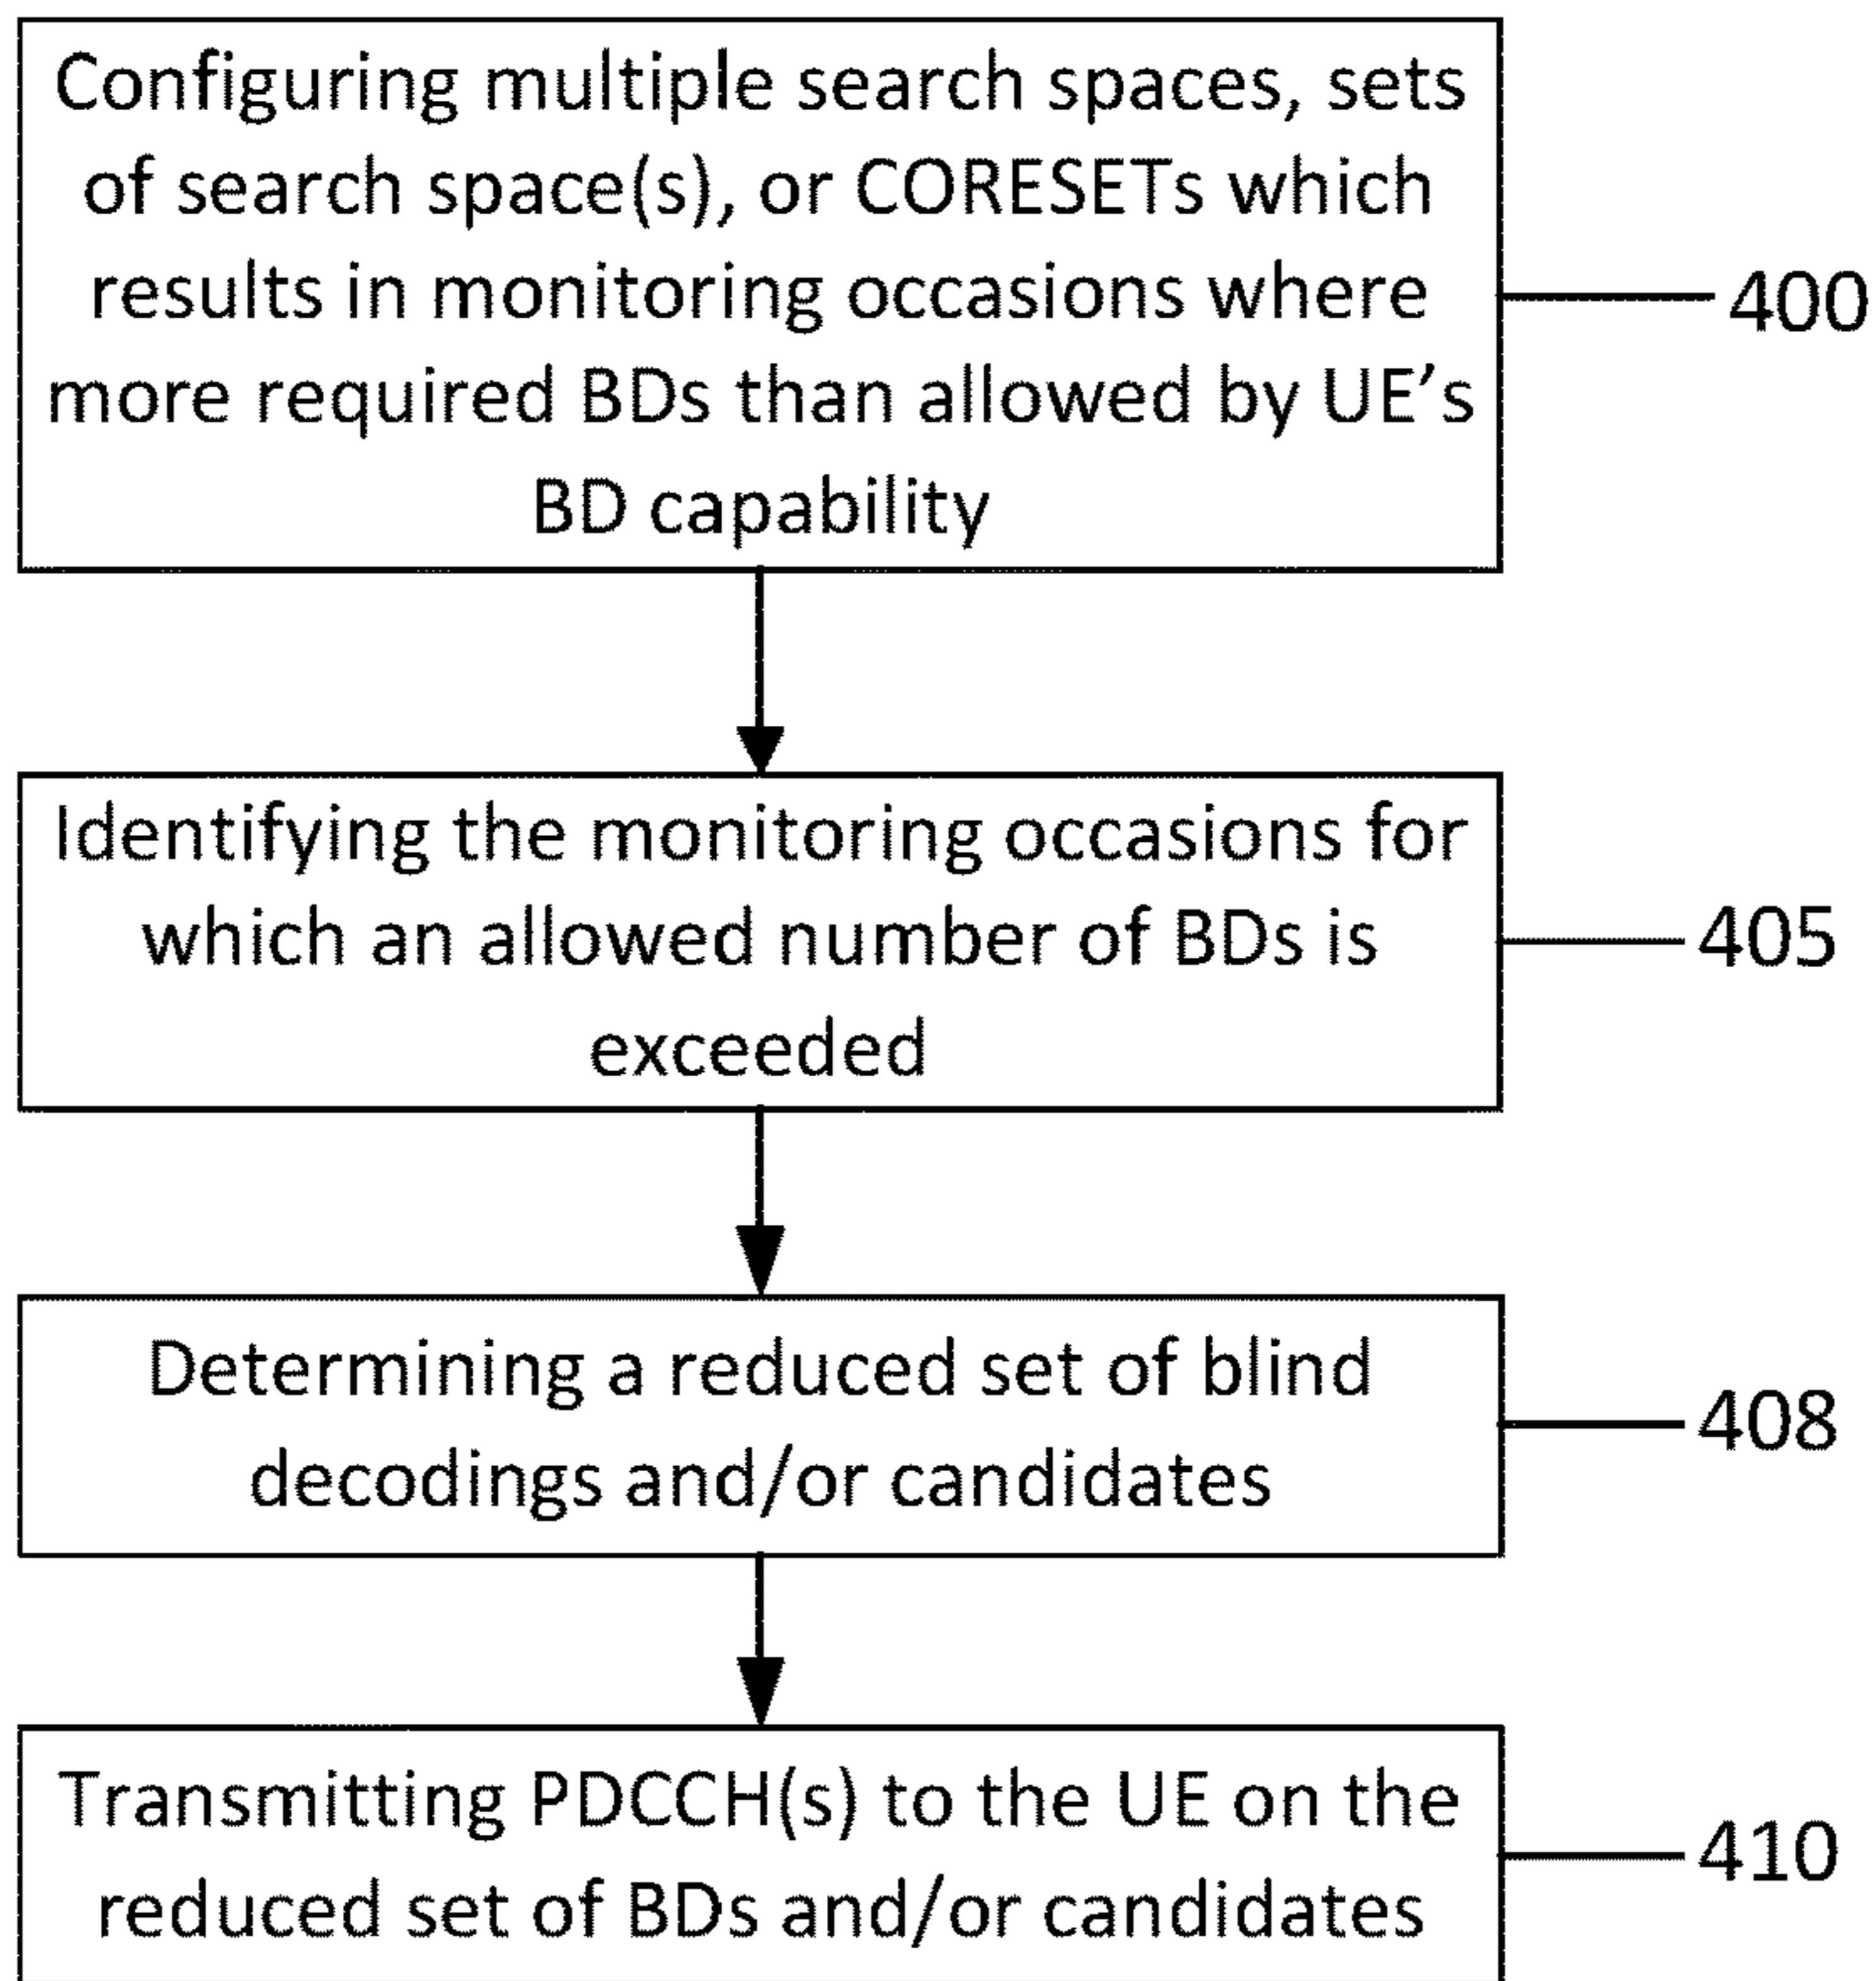 Configuring multiple search spaces, sets
of search space(s), or CORESETs which
results in monitoring occasions where
more required BDs than allowed by UE’s
BD capability
400
Identifying the monitoring occasions for
which an allowed number of BDs is
exceeded
405
Determining a reduced set of blind
decodings and/or candidates
408
Transmitting PDCCH(s) to the UE on the
reduced set of BDs and/or candidates
410